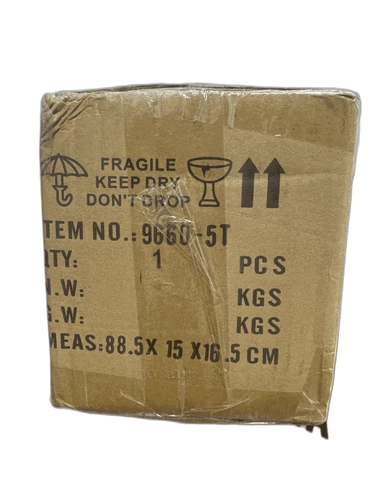 FRAGILE
KEEP DRY
DON'T DROP
TEM NO.: 9660-5T
TY: 1 PCS
.W: KGS
.W: KGS
MEAS:88.5X 15 X16.5 CM